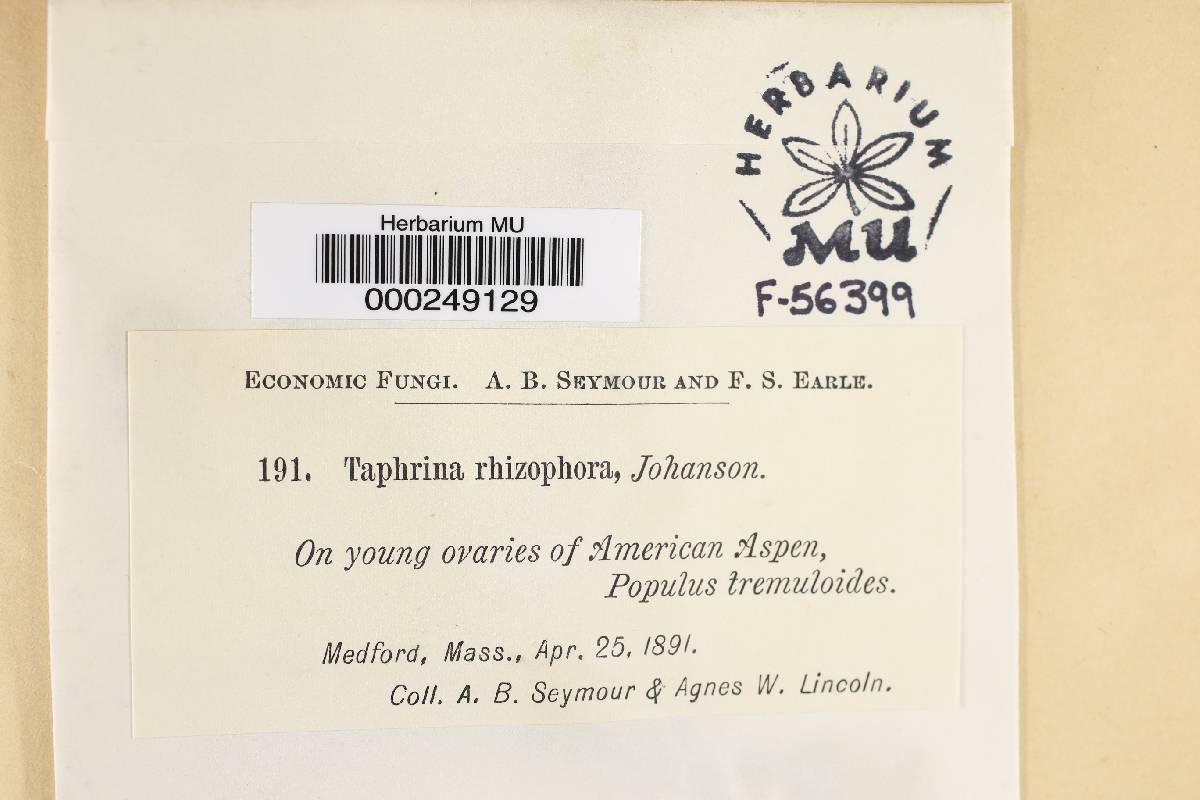 HERBARIUM
MU
F-56399
Herbarium MU
000249129
ECONOMIC FUNGI. A. B. SEYMOUR AND F. S. EARLE.
191. Taphrina rhizophora, Johanson.
On young ovaries of American Aspen,
Populus tremuloides.
Medford, Mass., Apr. 25, 1891.
Coll. A. B. Seymour & Agnes W. Lincoln.